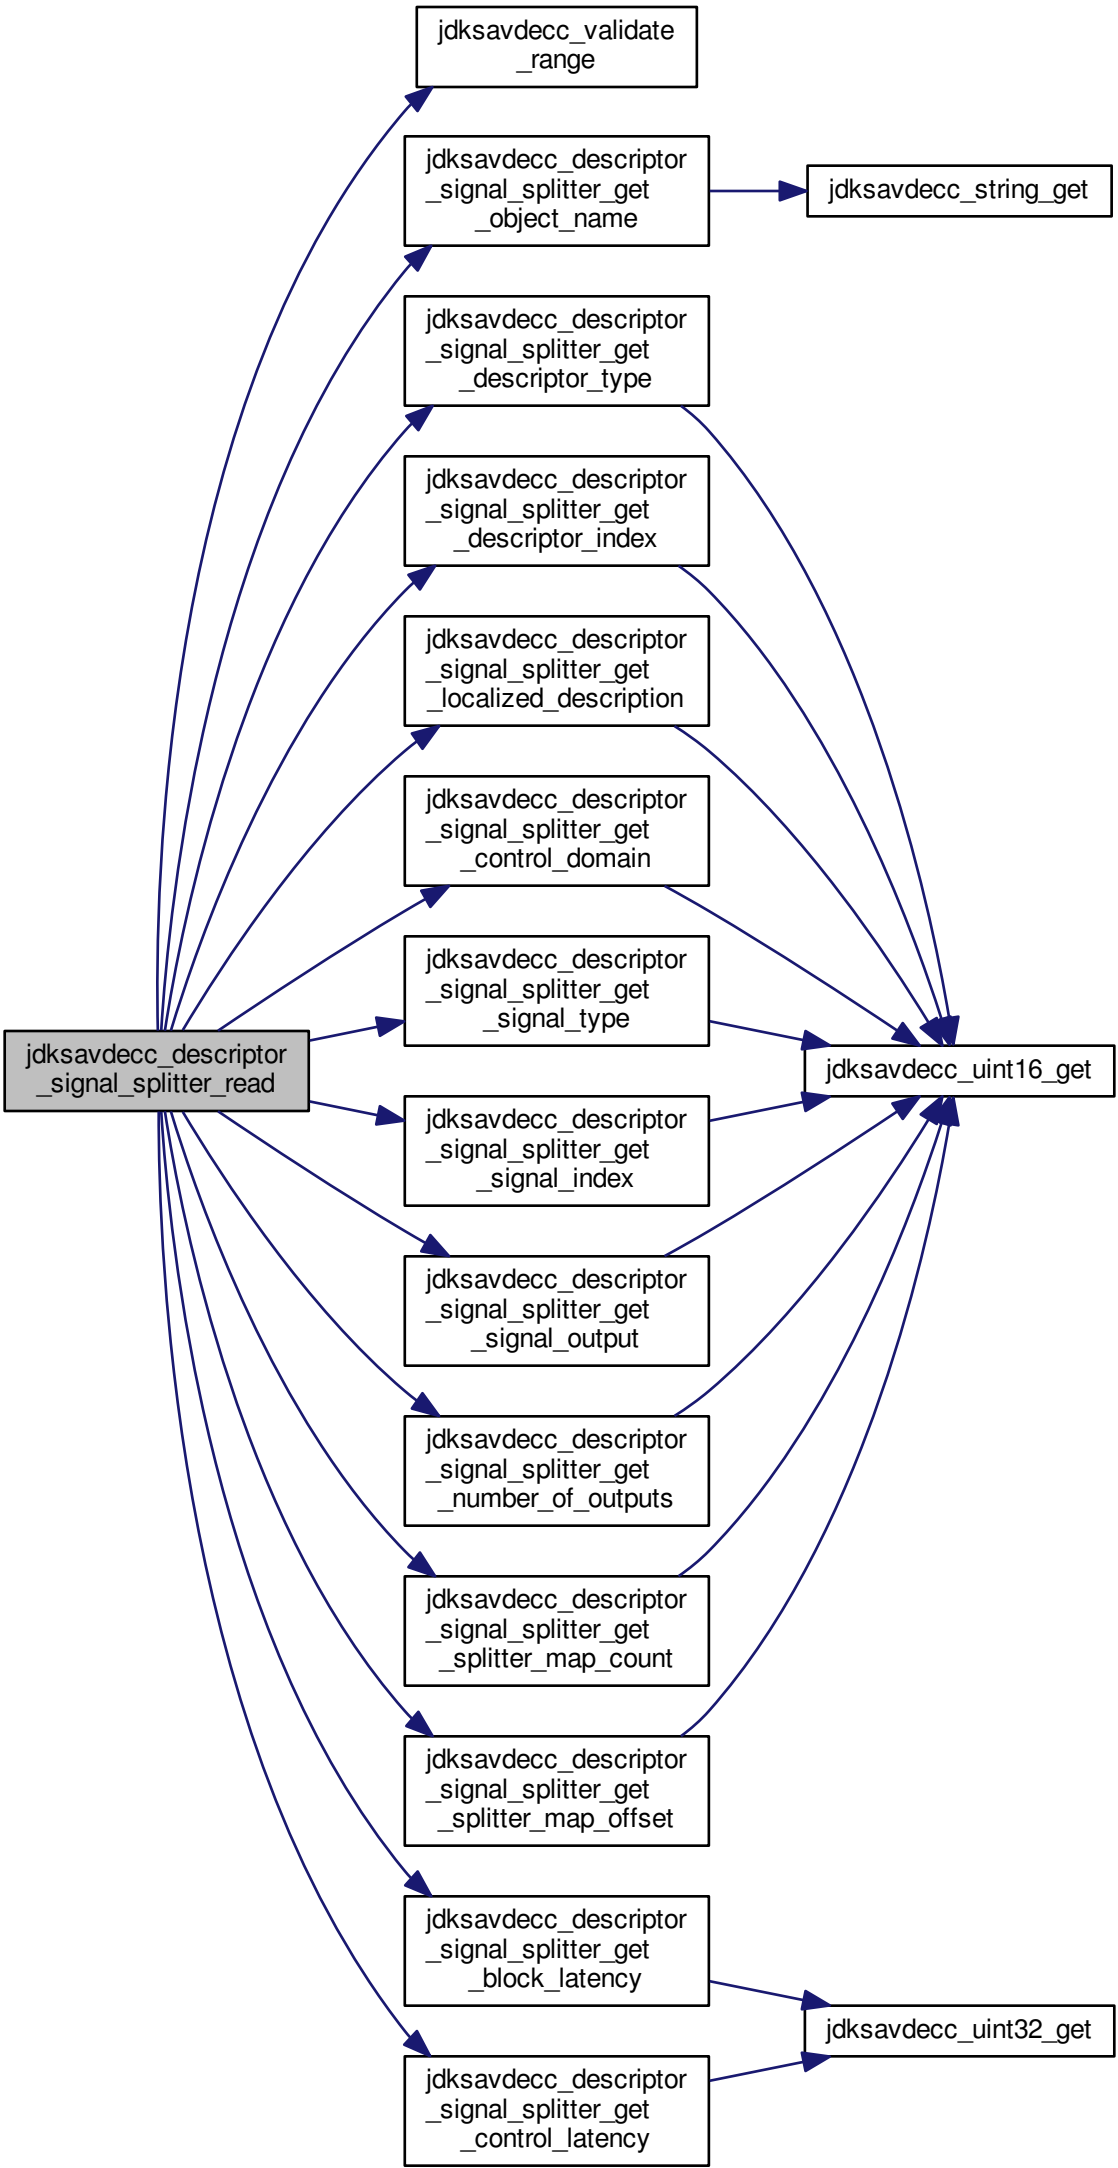 jdksavdecc_validate
_range
jdksavdecc_descriptor
_signal_splitter_get
_object_name
jdksavdecc_string_get
jdksavdecc_descriptor
_signal_splitter_get
_descriptor_type
jdksavdecc_descriptor
_signal_splitter_get
_descriptor_index
jdksavdecc_descriptor
_signal_splitter_get
_localized_description
jdksavdecc_descriptor
_signal_splitter_get
_control_domain
jdksavdecc_descriptor
_signal_splitter_get
_signal_type
jdksavdecc_descriptor
_signal_splitter_read
jdksavdecc_uint16_get
jdksavdecc_descriptor
_signal_splitter_get
_signal_index
jdksavdecc_descriptor
_signal_splitter_get
_signal_output
jdksavdecc_descriptor
_signal_splitter_get
_number_of_outputs
jdksavdecc_descriptor
_signal_splitter_get
_splitter_map_count
jdksavdecc_descriptor
_signal_splitter_get
_splitter_map_offset
jdksavdecc_descriptor
_signal_splitter_get
_block_latency
jdksavdecc_uint32_get
jdksavdecc_descriptor
_signal_splitter_get
_control_latency